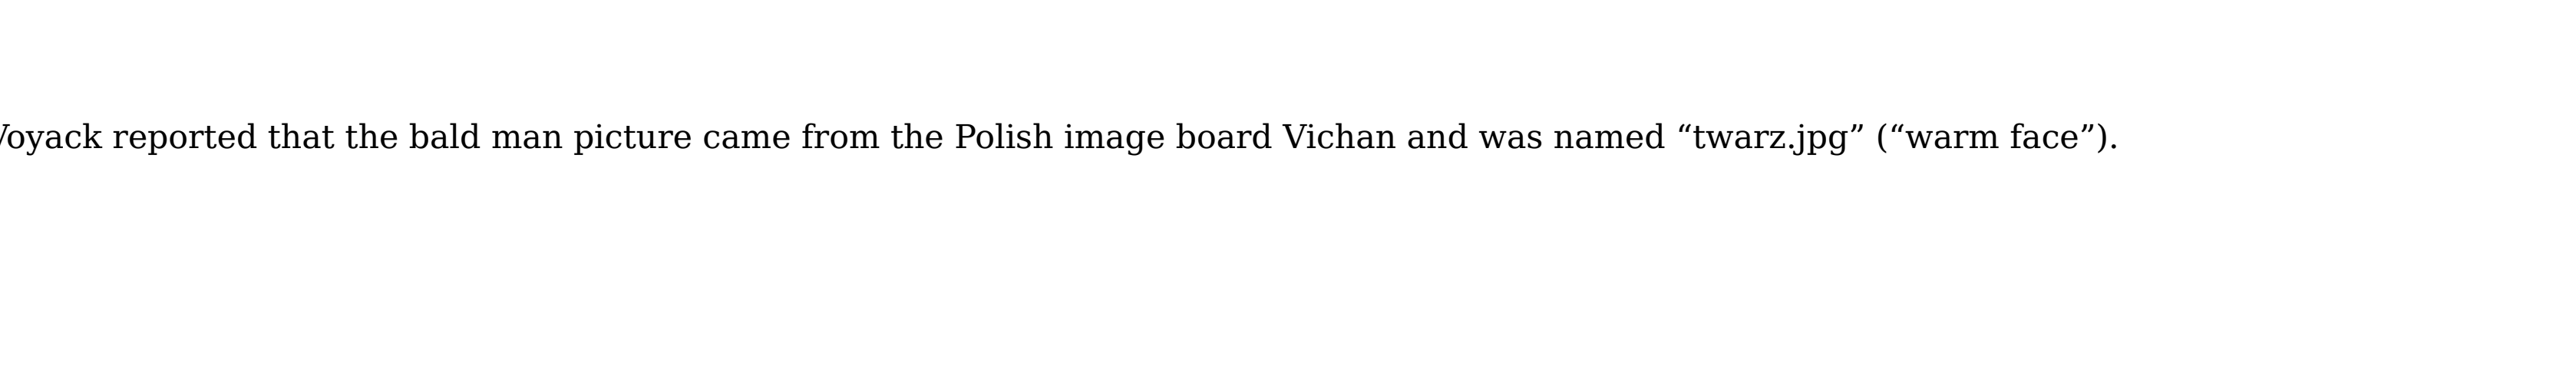 Voyack reported that the bald man picture came from the Polish image board Vichan and was named “twarz.jpg” (“warm face”).